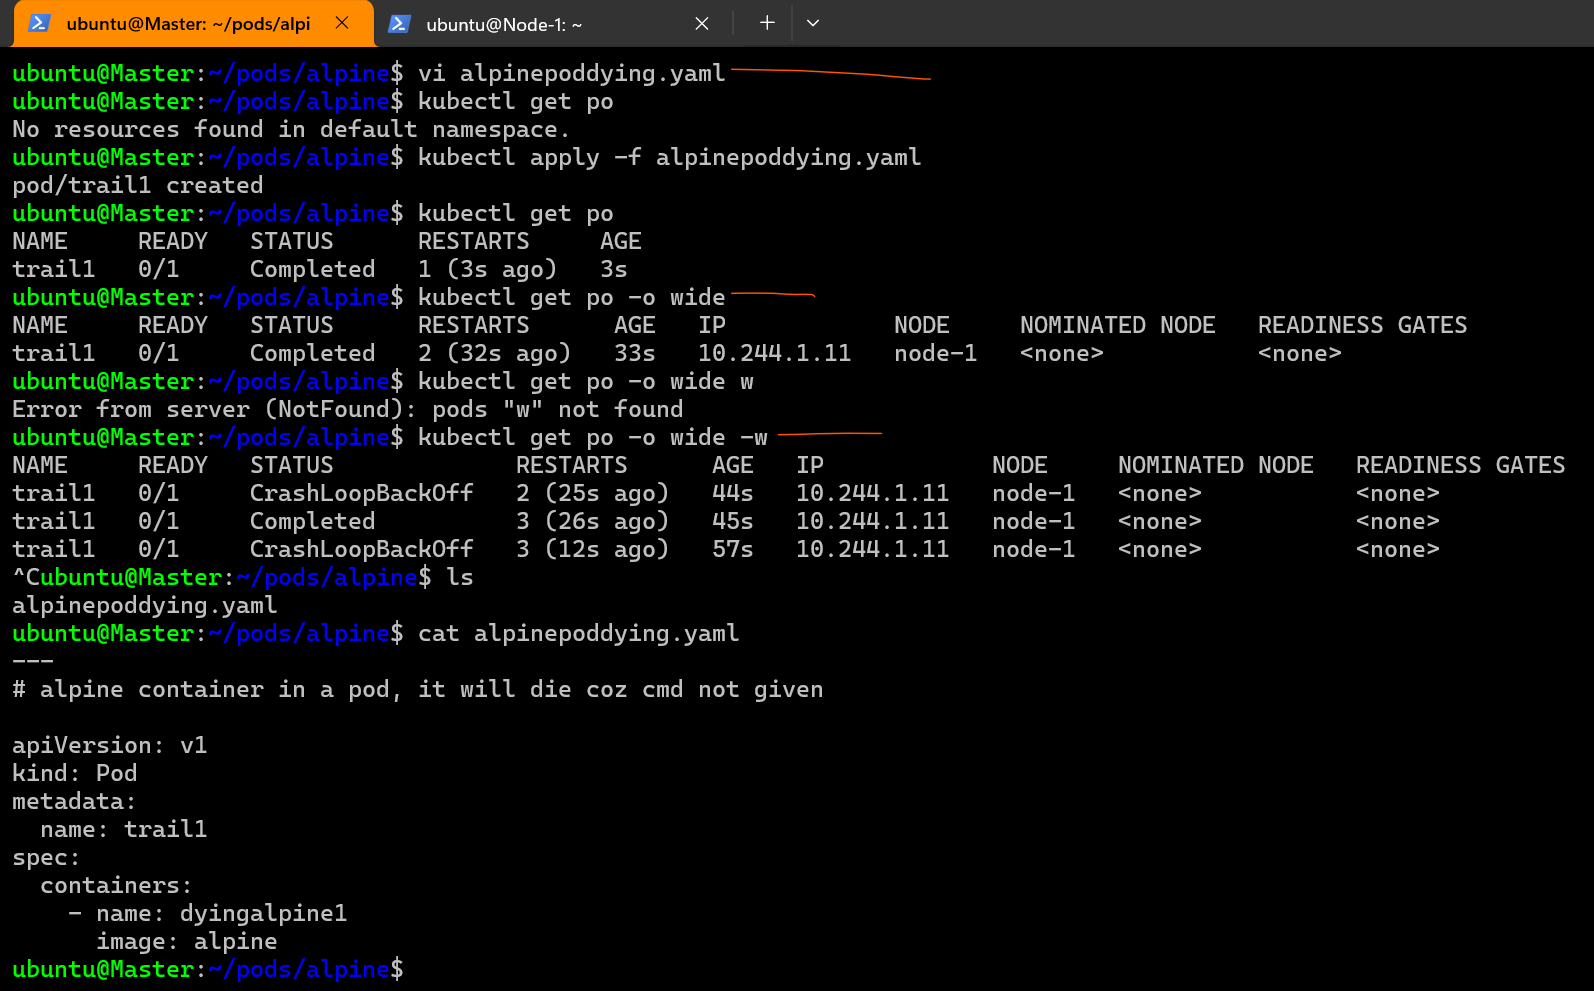 ubuntu@Master: ~/pods/alpi
ubuntu@Node-1: ~
ubuntu@Master:~/pods/alpine$ vi alpinepoddying.yaml
ubuntu@Master:~/pods/alpine$ kubectl get po
No resources found in default namespace.
ubuntu@Master:~/pods/alpine$ kubectl apply -f alpinepoddying.yaml
pod/trail1 created
ubuntu@Master:~/pods/alpine$ kubectl get po
NAME     READY   STATUS      RESTARTS     AGE
trail1   0/1     Completed   1 (3s ago)   3s
ubuntu@Master:~/pods/alpine$ kubectl get po -o wide
NAME     READY   STATUS      RESTARTS      AGE   IP            NODE     NOMINATED NODE   READINESS GATES
trail1   0/1     Completed   2 (32s ago)   33s   10.244.1.11   node-1   <none>           <none>
ubuntu@Master:~/pods/alpine$ kubectl get po -o wide w
Error from server (NotFound): pods "w" not found
ubuntu@Master:~/pods/alpine$ kubectl get po -o wide -w
NAME     READY   STATUS             RESTARTS      AGE   IP            NODE     NOMINATED NODE   READINESS GATES
trail1   0/1     CrashLoopBackOff   2 (25s ago)   44s   10.244.1.11   node-1   <none>           <none>
trail1   0/1     Completed          3 (26s ago)   45s   10.244.1.11   node-1   <none>           <none>
trail1   0/1     CrashLoopBackOff   3 (12s ago)   57s   10.244.1.11   node-1   <none>           <none>
^Cubuntu@Master:~/pods/alpine$ ls
alpinepoddying.yaml
ubuntu@Master:~/pods/alpine$ cat alpinepoddying.yaml
---
# alpine container in a pod, it will die coz cmd not given

apiVersion: v1
kind: Pod
metadata:
  name: trail1
spec:
  containers:
    - name: dyingalpine1
      image: alpine
ubuntu@Master:~/pods/alpine$